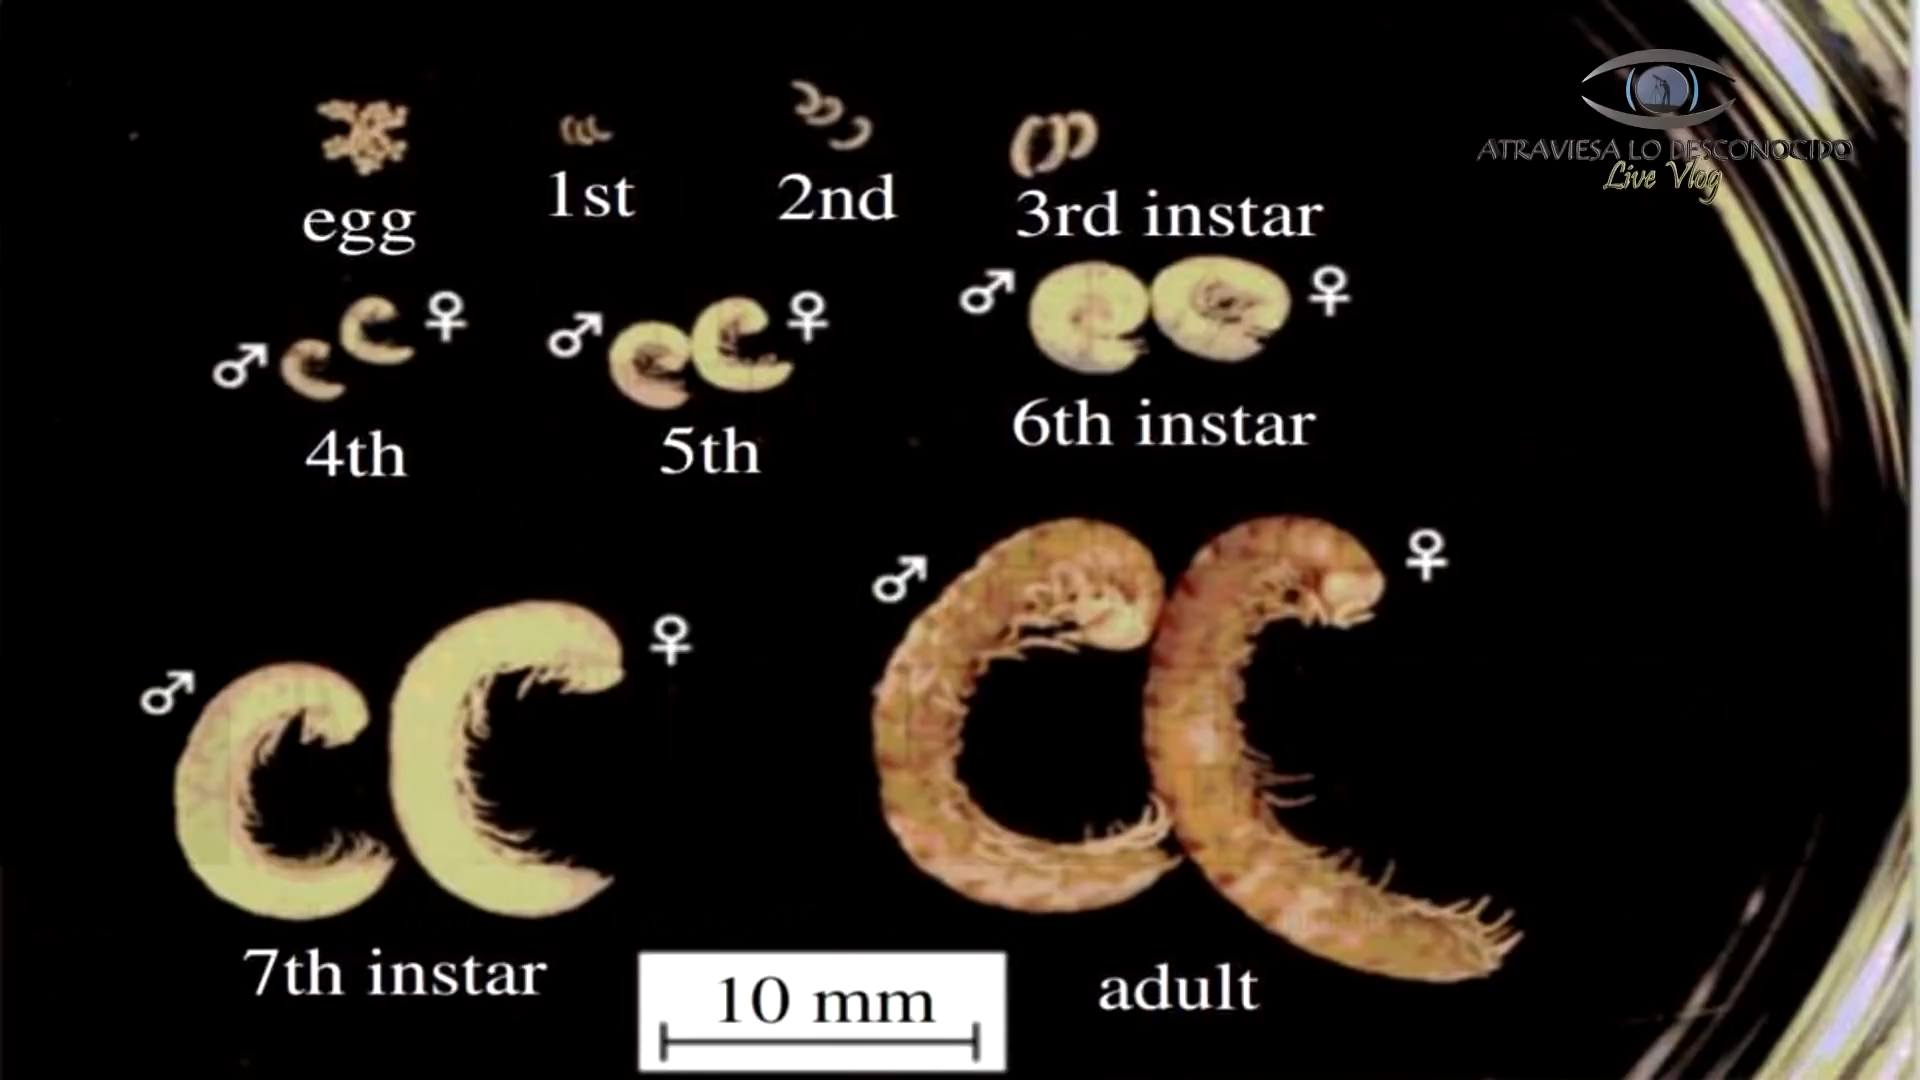 ATRAVIESA LO DESCONOCIDO
Live Vlog
egg
1st
2nd
3rd instar
♂
♀
♂
♀
♂
♀
4th
5th
6th instar
♂
♀
♂
♀
7th instar
10 mm
adult